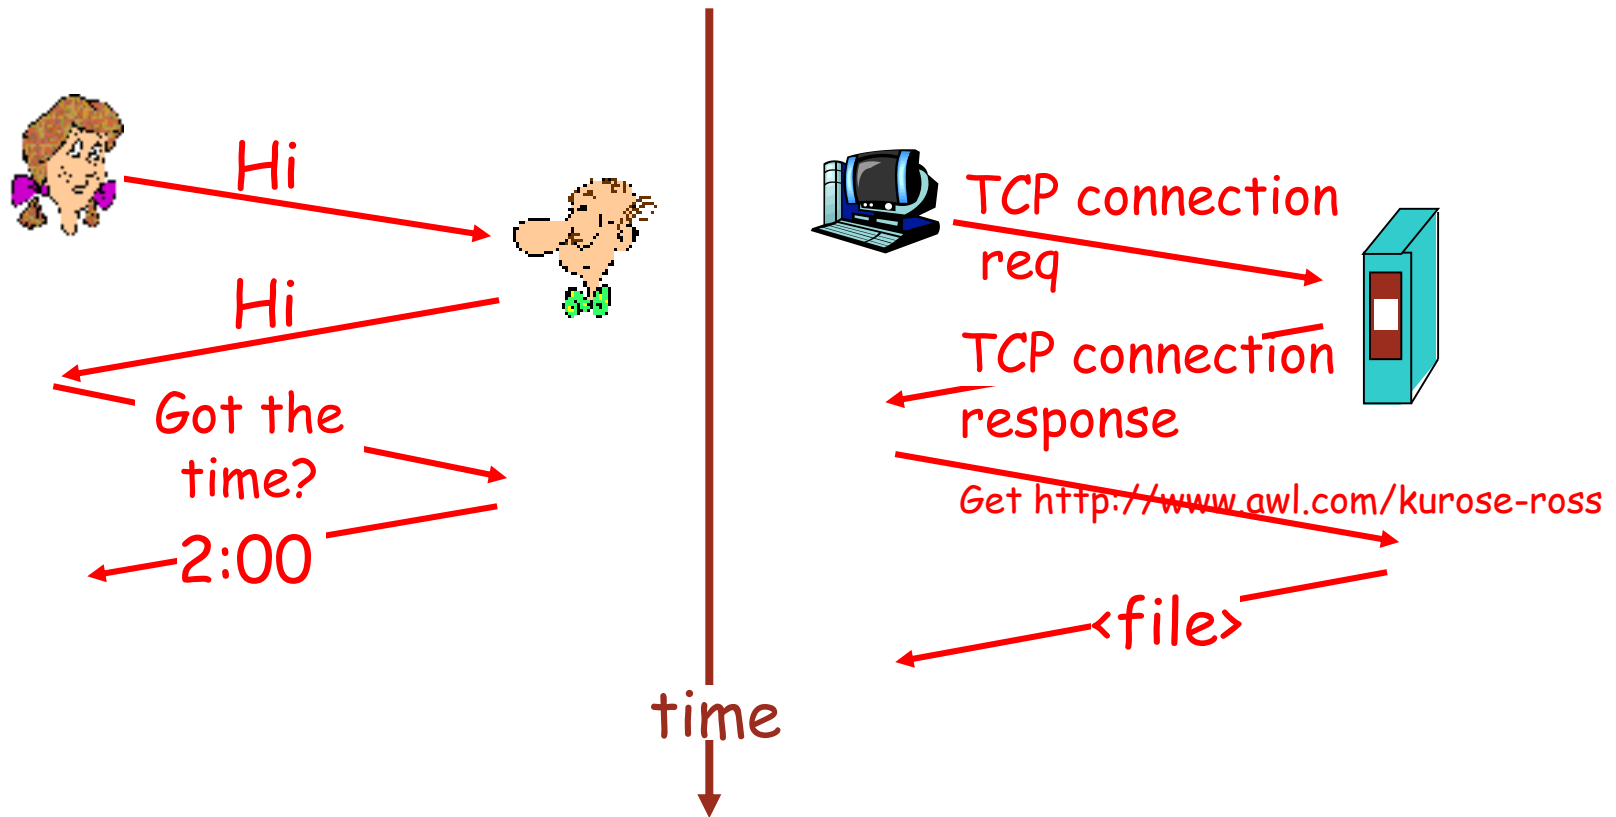 Hi
Hi
Got the
time?
2:00
TCP connection
req
TCP connection
response
Get http://www.awl.com/kurose-ross
<file>
time